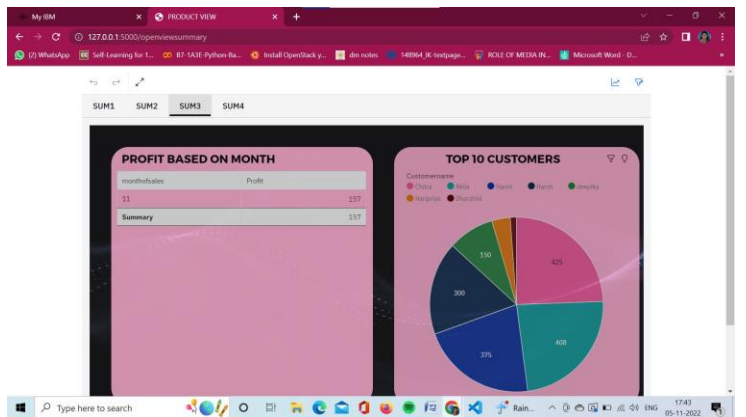 My IBM
PRODUCT VIEW
127.0.0.1:5000/openviewsummary
(2) WhatsApp
Self-Learning for 1...
B7-1A3E-Python-Ba...
Install OpenStack y...
dm notes
148964_IK-textpage...
ROLE OF MEDIA IN...
Microsoft Word - D...
SUM1 SUM2 SUM3 SUM4
PROFIT BASED ON MONTH
monthofsales Profit
11 157
Summary 157
TOP 10 CUSTOMERS
Customername
Chitra Harini Harsh deepika
Haripriya Dharshini
150
425
300
408
375
Type here to search
Rain...
ENG
17:43
05-11-2022